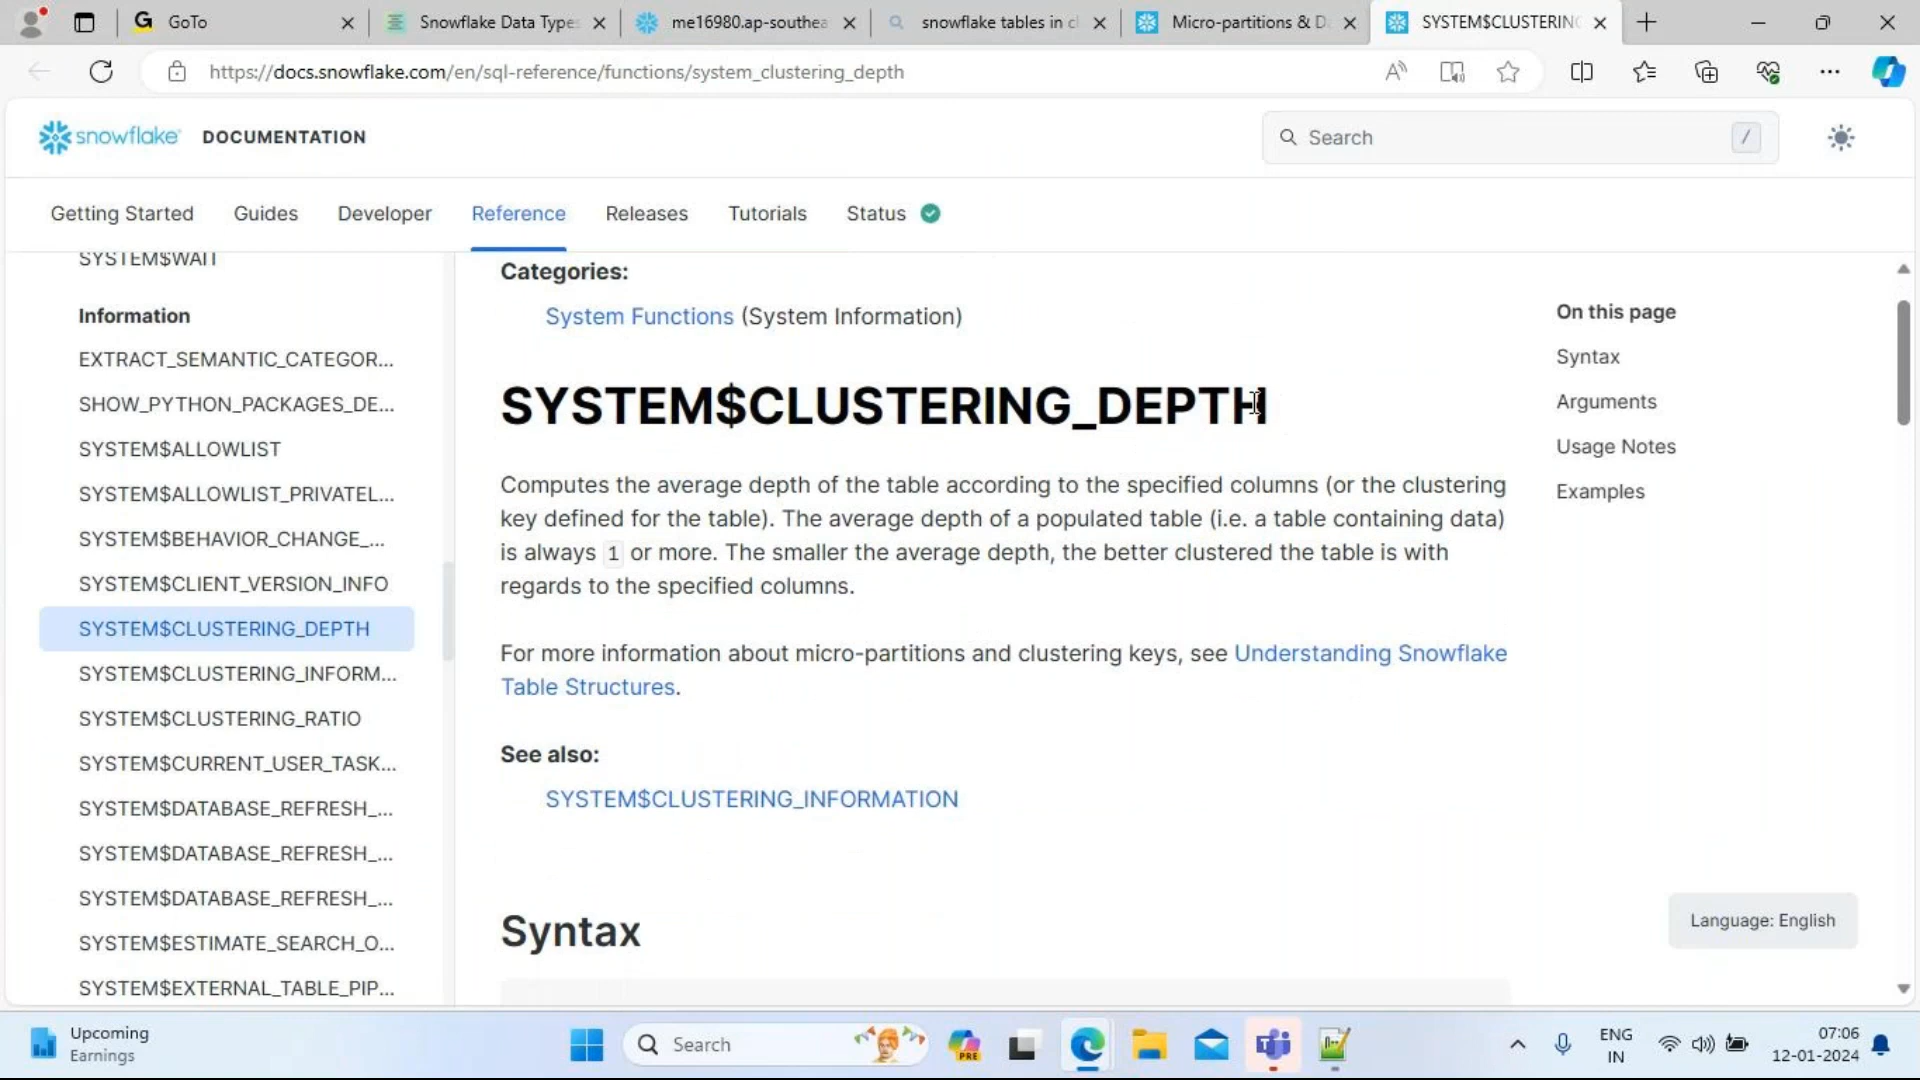 GoTo
Snowflake Data Types
me16980.ap-southea
snowflake tables in cl
Micro-partitions & D
SYSTEM$CLUSTERING
https://docs.snowflake.com/en/sql-reference/functions/system_clustering_depth
snowflake DOCUMENTATION
Search /
Getting Started Guides Developer Reference Releases Tutorials Status
SYSTEM$WAIT
Information
EXTRACT_SEMANTIC_CATEGOR...
SHOW_PYTHON_PACKAGES_DE...
SYSTEM$ALLOWLIST
SYSTEM$ALLOWLIST_PRIVATEL...
SYSTEM$BEHAVIOR_CHANGE_...
SYSTEM$CLIENT_VERSION_INFO
SYSTEM$CLUSTERING_DEPTH
SYSTEM$CLUSTERING_INFORM...
SYSTEM$CLUSTERING_RATIO
SYSTEM$CURRENT_USER_TASK...
SYSTEM$DATABASE_REFRESH_...
SYSTEM$DATABASE_REFRESH_...
SYSTEM$DATABASE_REFRESH_...
SYSTEM$ESTIMATE_SEARCH_O...
SYSTEM$EXTERNAL_TABLE_PIP...
Categories:
System Functions (System Information)
SYSTEM$CLUSTERING_DEPTH
Computes the average depth of the table according to the specified columns (or the clustering
key defined for the table). The average depth of a populated table (i.e. a table containing data)
is always 1 or more. The smaller the average depth, the better clustered the table is with
regards to the specified columns.
For more information about micro-partitions and clustering keys, see Understanding Snowflake
Table Structures.
See also:
SYSTEM$CLUSTERING_INFORMATION
Syntax
On this page
Syntax
Arguments
Usage Notes
Examples
Language: English
Upcoming
Earnings
Search
PRE
ENG
IN
07:06
12-01-2024